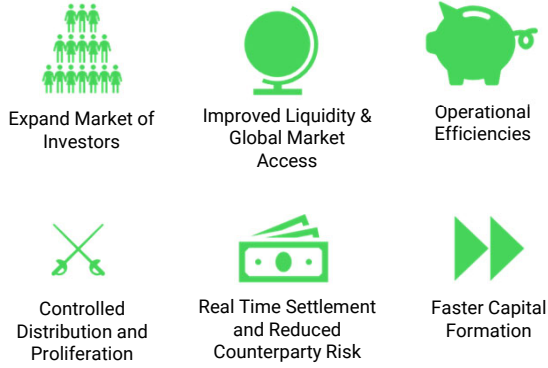 Expand Market of
Investors
Improved Liquidity &
Global Market
Access
Operational
Efficiencies
Controlled
Distribution and
Proliferation
Real Time Settlement
and Reduced
Counterparty Risk
Faster Capital
Formation